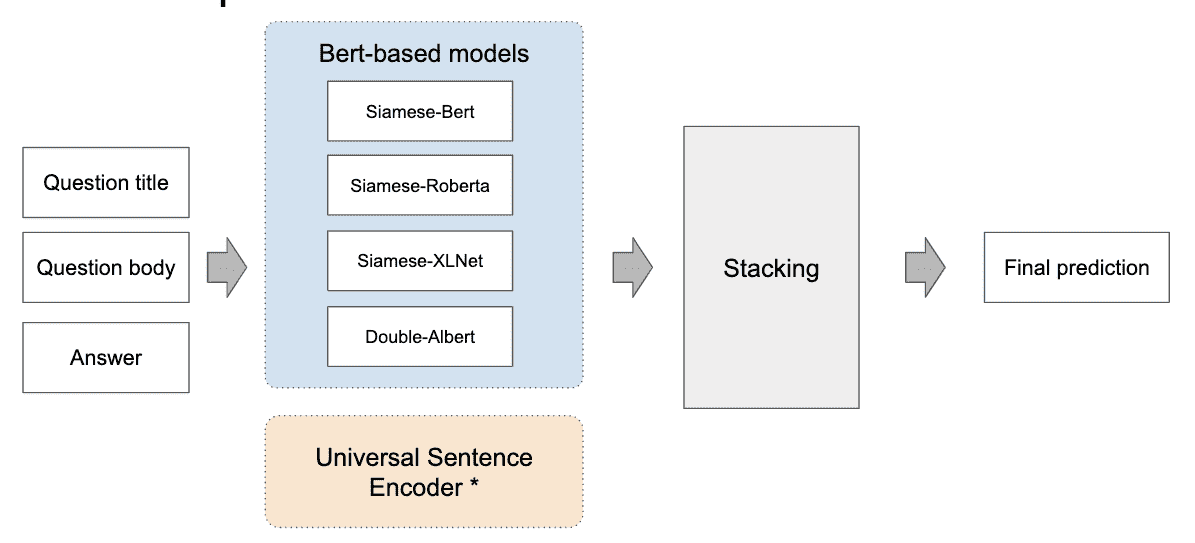 Question title
Question body
Answer
Bert-based models
Siamese-Bert
Siamese-Roberta
Siamese-XLNet
Double-Albert
Universal Sentence
Encoder *
Stacking
Final prediction